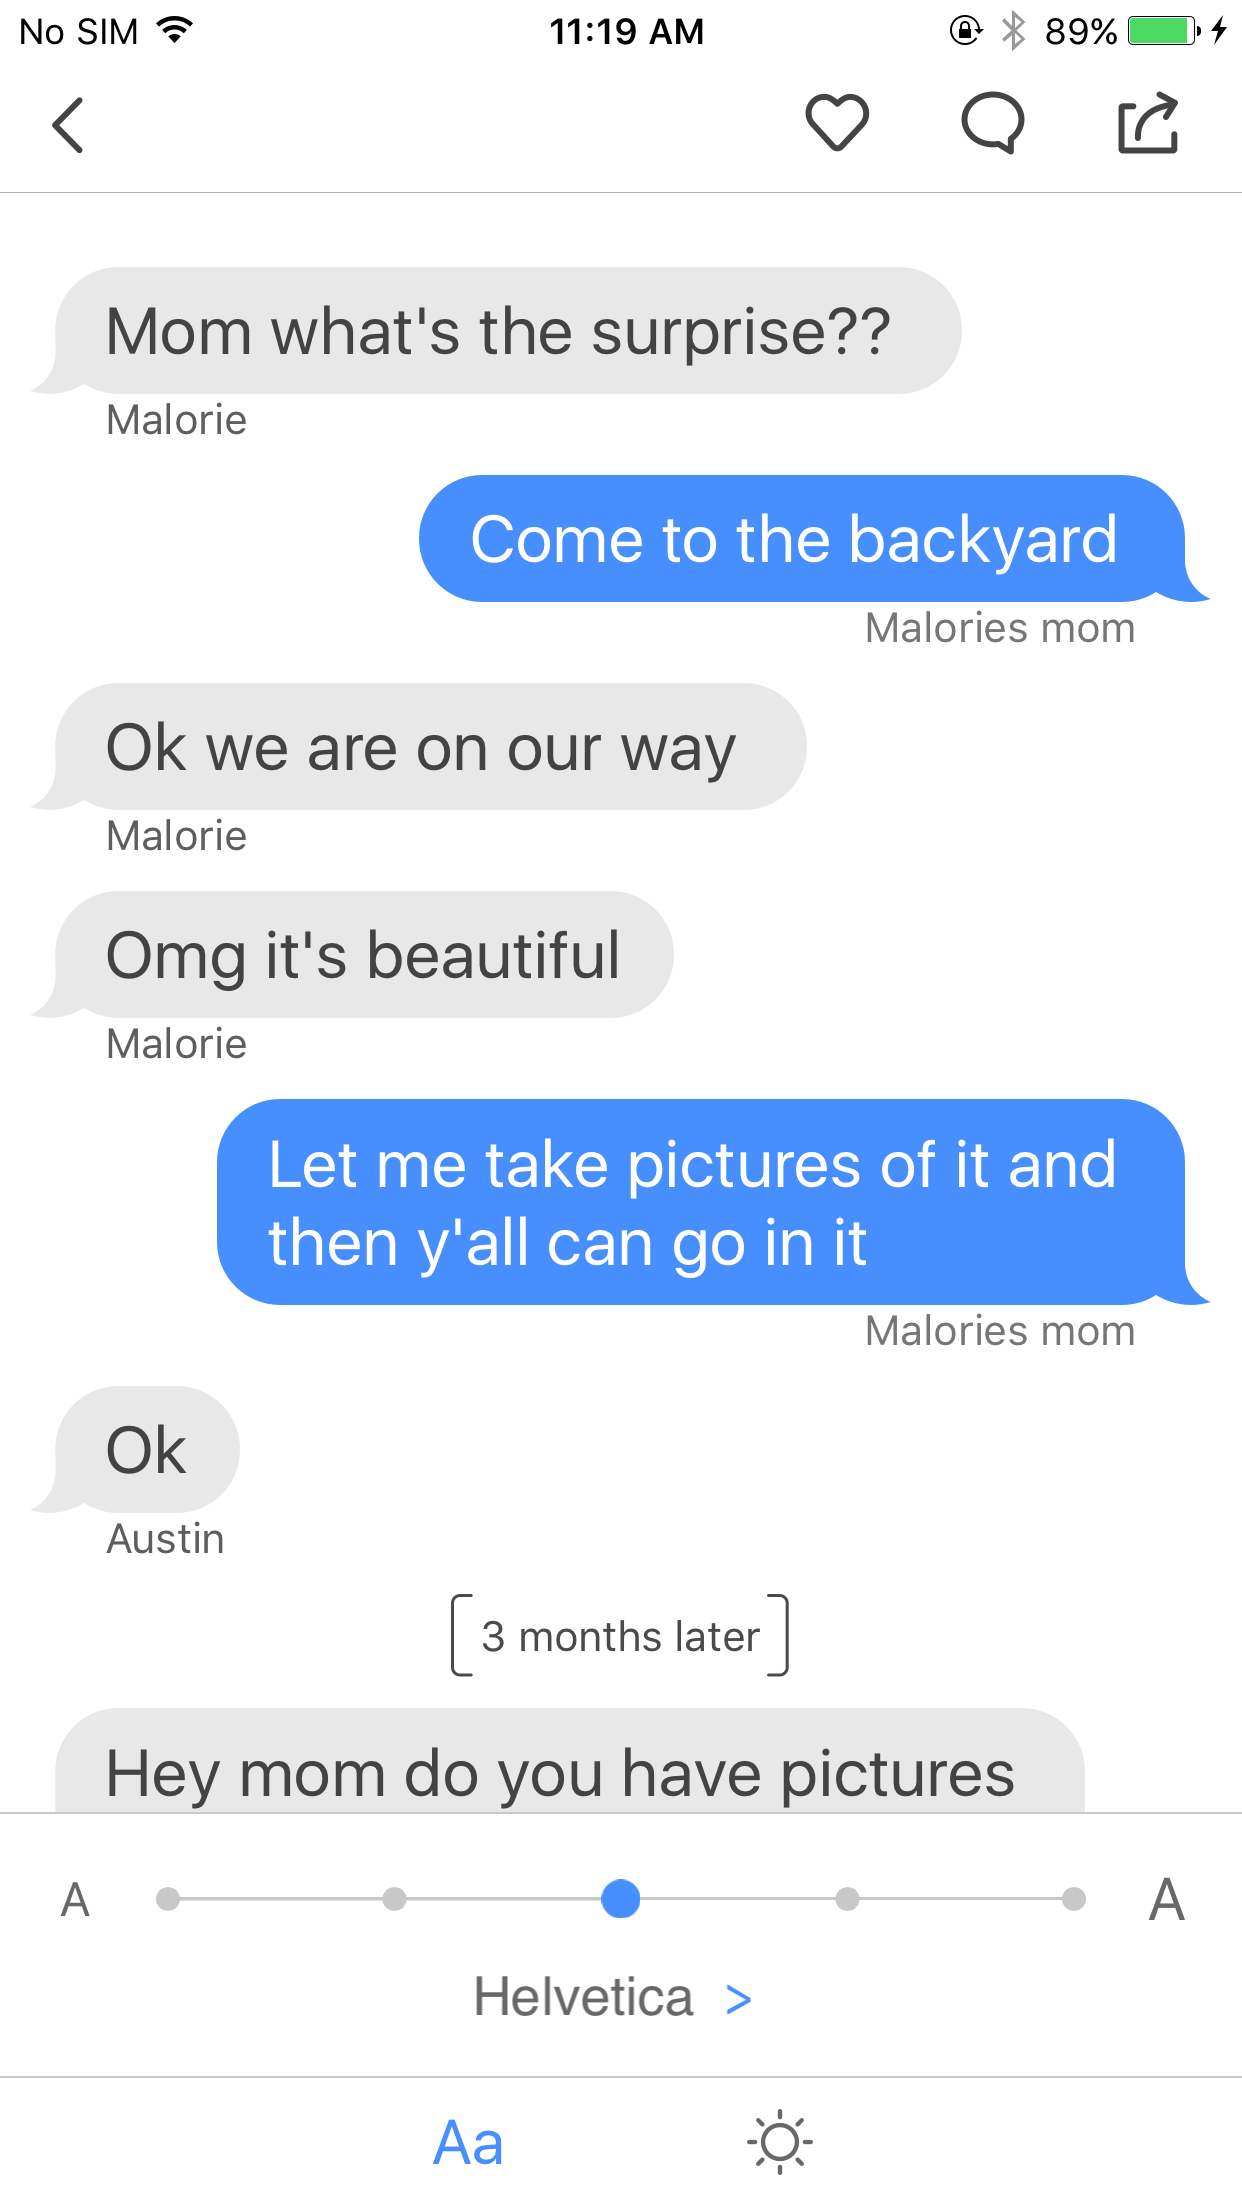 No SIM 11:19 AM 89%
Mom what's the surprise??
Malorie
Come to the backyard
Malories mom
Ok we are on our way
Malorie
Omg it's beautiful
Malorie
Let me take pictures of it and
then y'all can go in it
Malories mom
Ok
Austin
3 months later
Hey mom do you have pictures
A A
Helvetica >
Aa